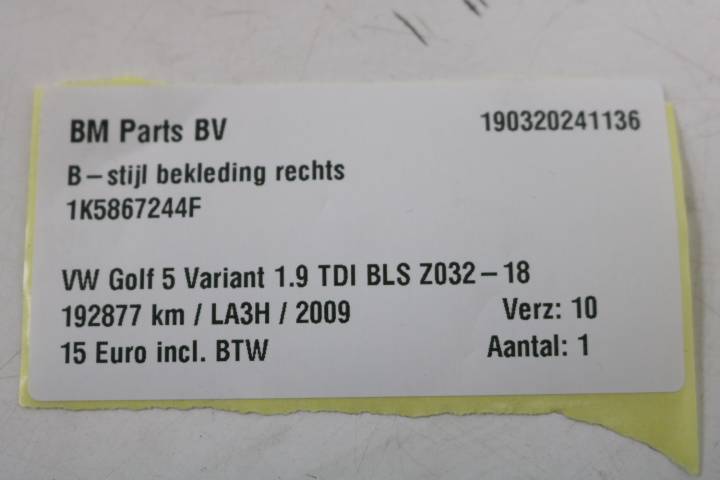 BM Parts BV 190320241136
B-stijl bekleding rechts
1K5867244F
VW Golf 5 Variant 1.9 TDI BLS Z032-18
192877 km / LA3H / 2009 Verz: 10
15 Euro incl. BTW Aantal: 1